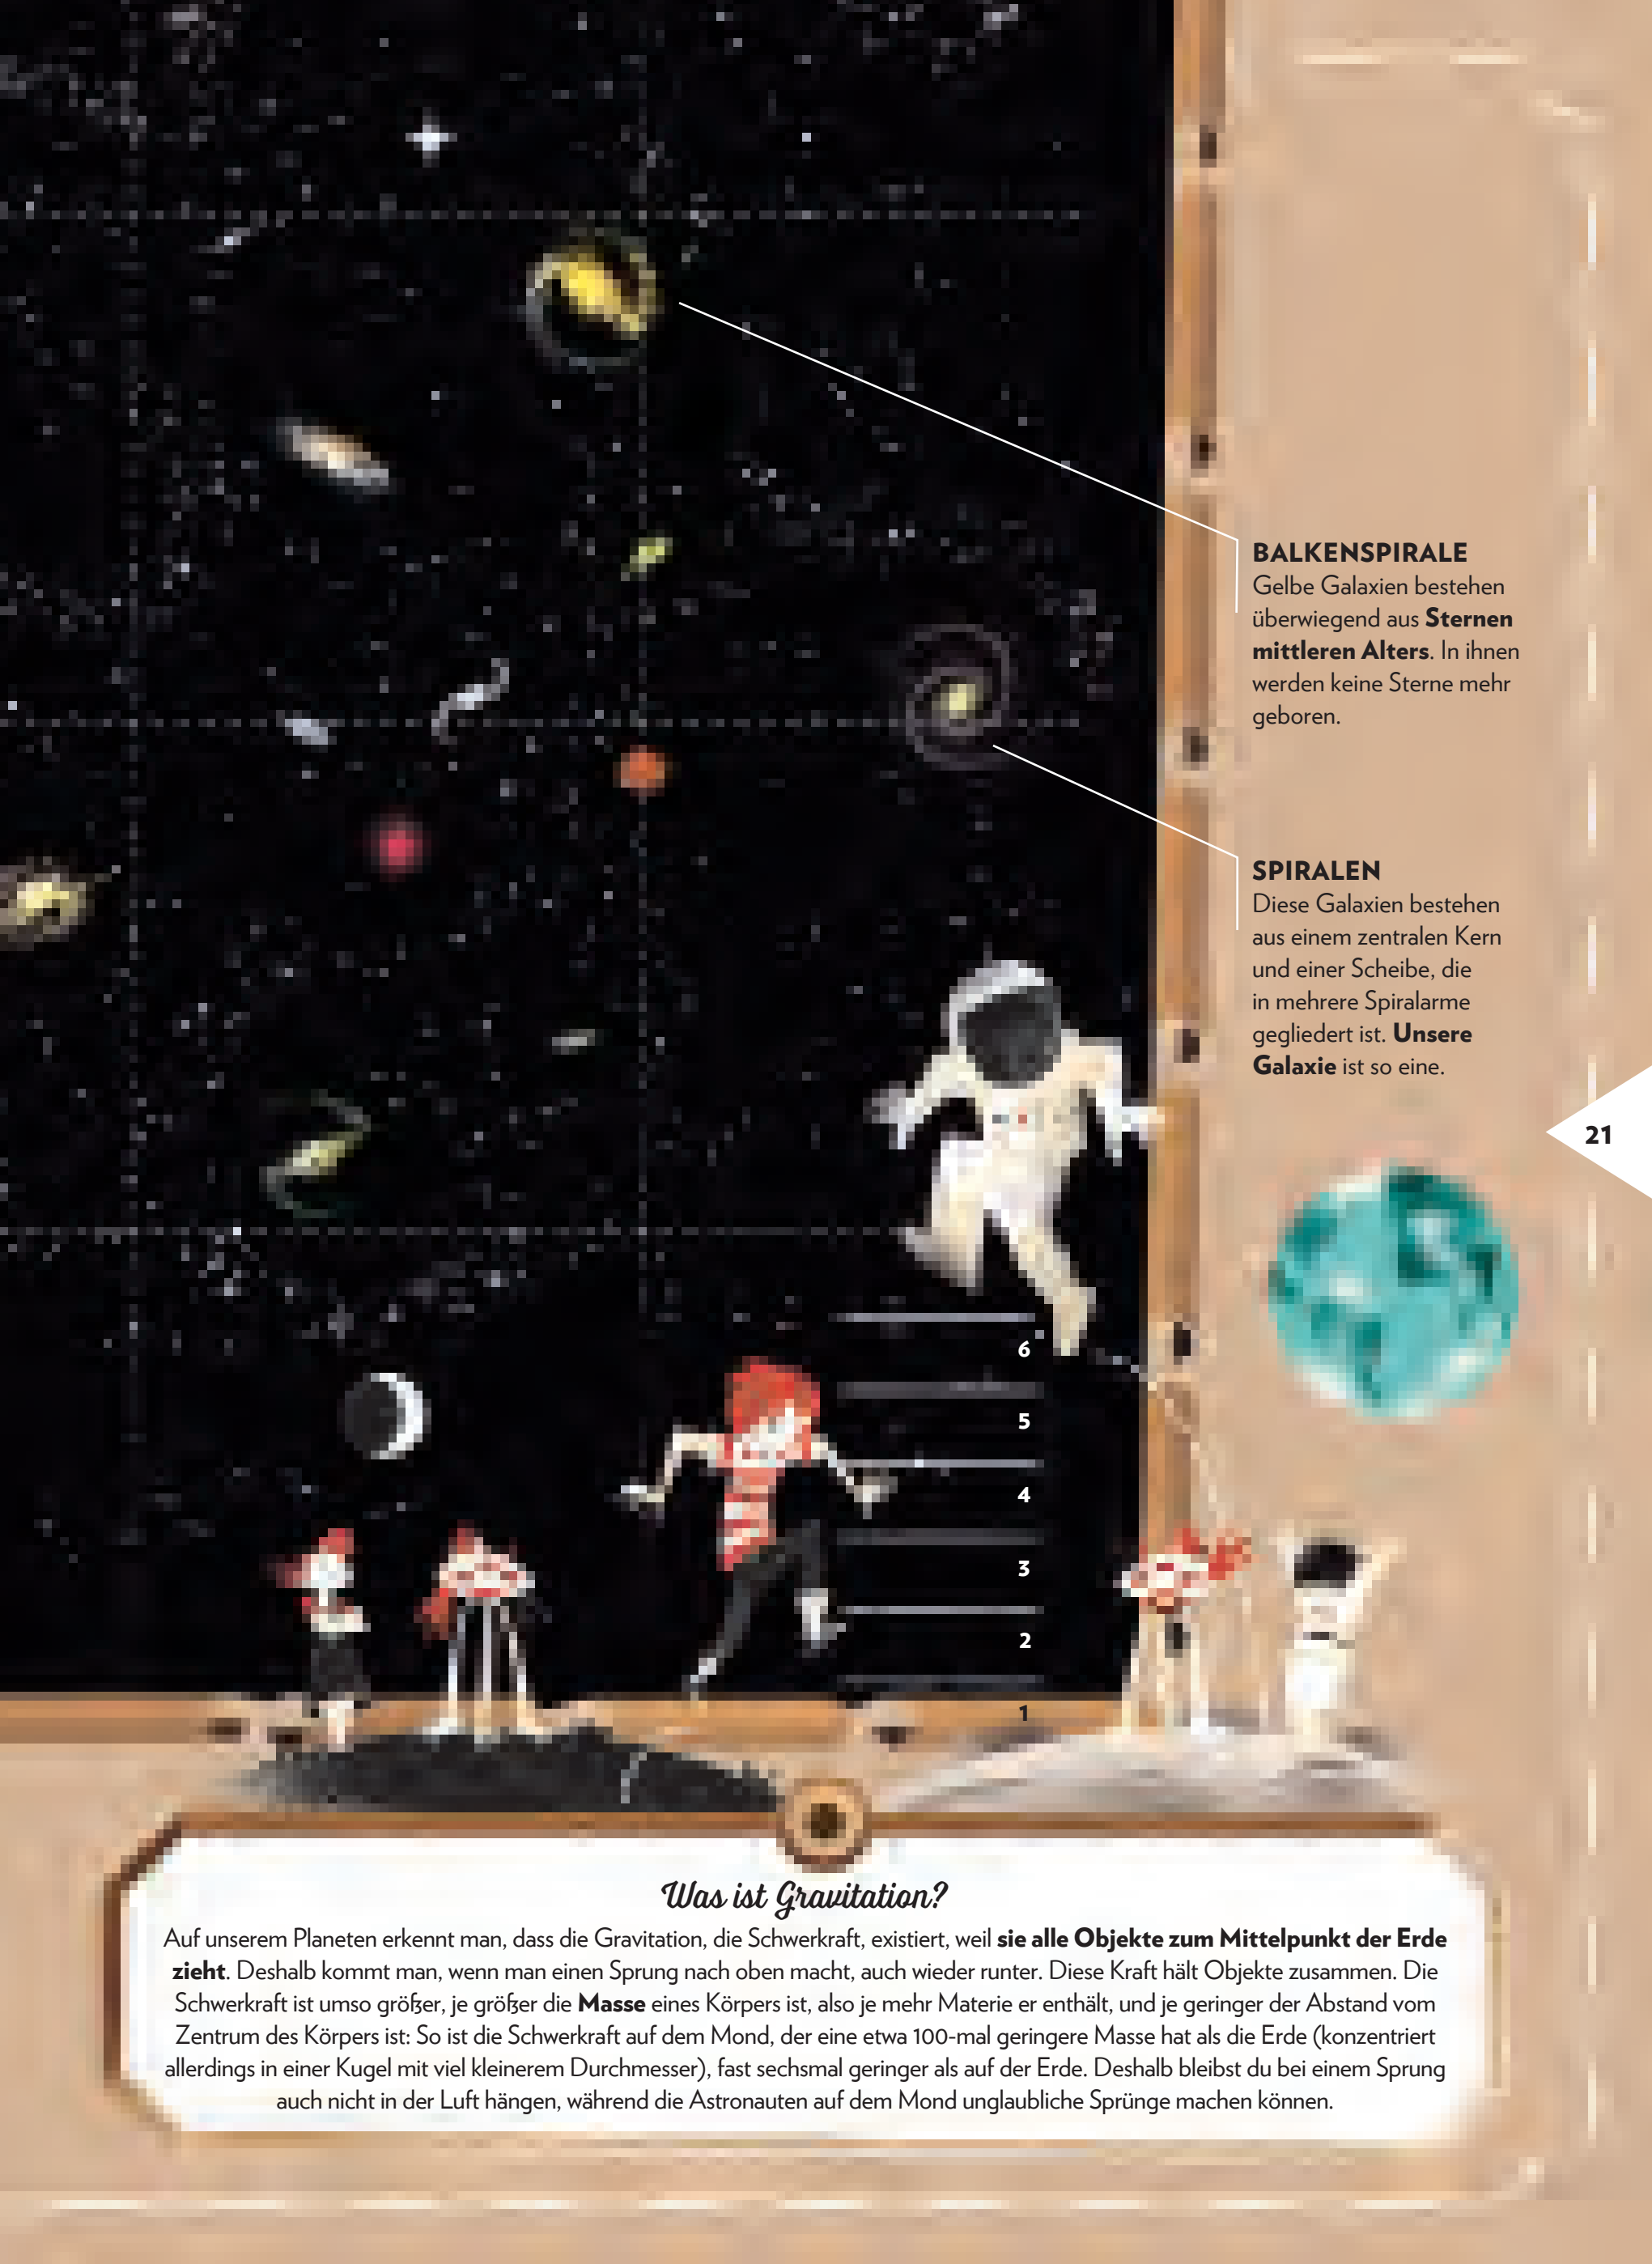 BALKENSPIRALE
Gelbe Galaxien bestehen
überwiegend aus Sternen
mittleren Alters. In ihnen
werden keine Sterne mehr
geboren.
SPIRALEN
Diese Galaxien bestehen
aus einem zentralen Kern
und einer Scheibe, die
in mehrere Spiralarme
gegliedert ist. Unsere
Galaxie ist so eine.
21
6
5
4
3
2
1
Was ist Gravitation?
Auf unserem Planeten erkennt man, dass die Gravitation, die Schwerkraft, existiert, weil sie alle Objekte zum Mittelpunkt der Erde
zieht. Deshalb kommt man, wenn man einen Sprung nach oben macht, auch wieder runter. Diese Kraft hält Objekte zusammen. Die
Schwerkraft ist umso größer, je größer die Masse eines Körpers ist, also je mehr Materie er enthält, und je geringer der Abstand vom
Zentrum des Körpers ist: So ist die Schwerkraft auf dem Mond, der eine etwa 100-mal geringere Masse hat als die Erde (konzentriert
allerdings in einer Kugel mit viel kleinerem Durchmesser), fast sechsmal geringer als auf der Erde. Deshalb bleibst du bei einem Sprung
auch nicht in der Luft hängen, während die Astronauten auf dem Mond unglaubliche Sprünge machen können.